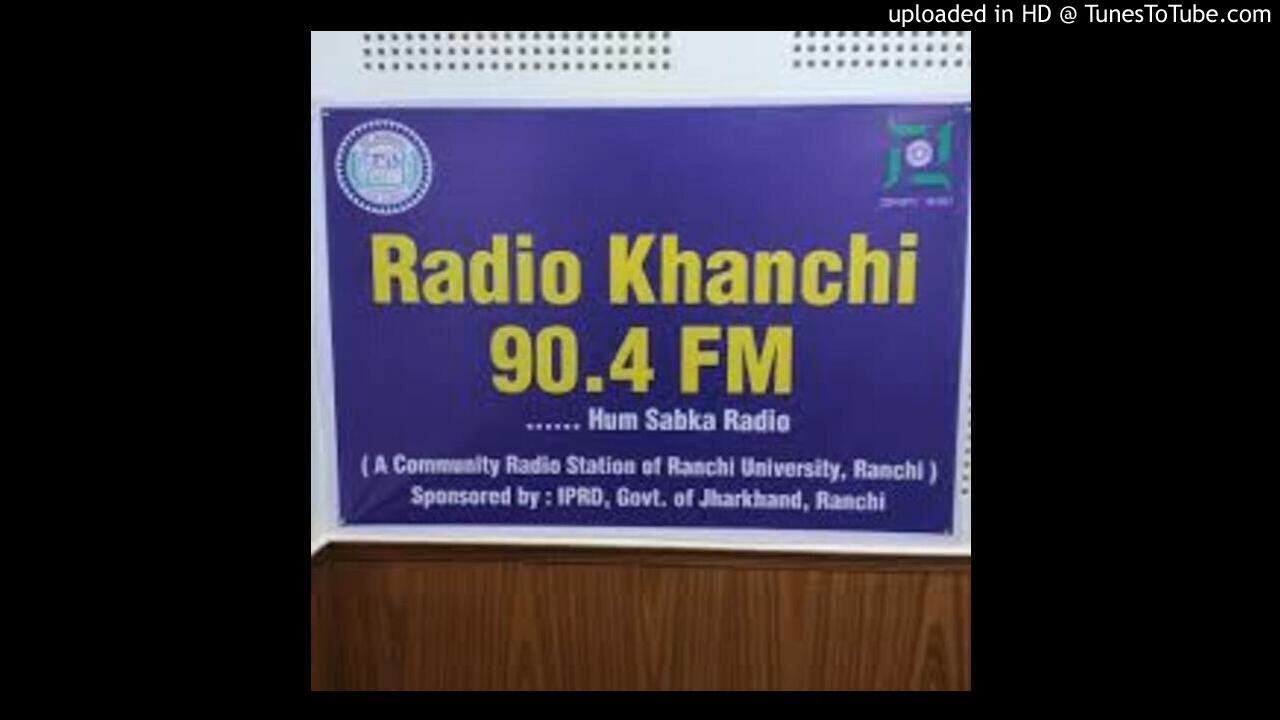 uploaded in HD @ TunesToTube.com
Radio Khanchi
90.4 FM
...... Hum Sabka Radio
( A Community Radio Station of Ranchi University, Ranchi )
Sponsored by : IPRD, Govt. of Jharkhand, Ranchi